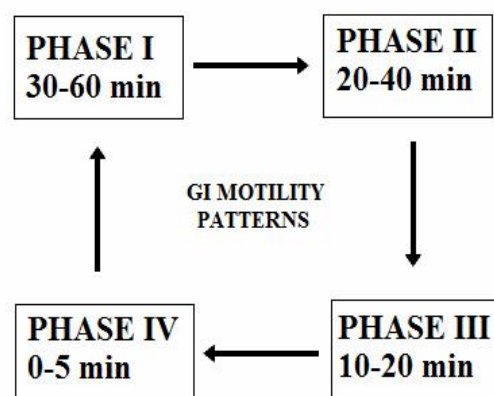 PHASE I
30-60 min
PHASE II
20-40 min
GI MOTILITY
PATTERNS
PHASE IV
0-5 min
PHASE III
10-20 min